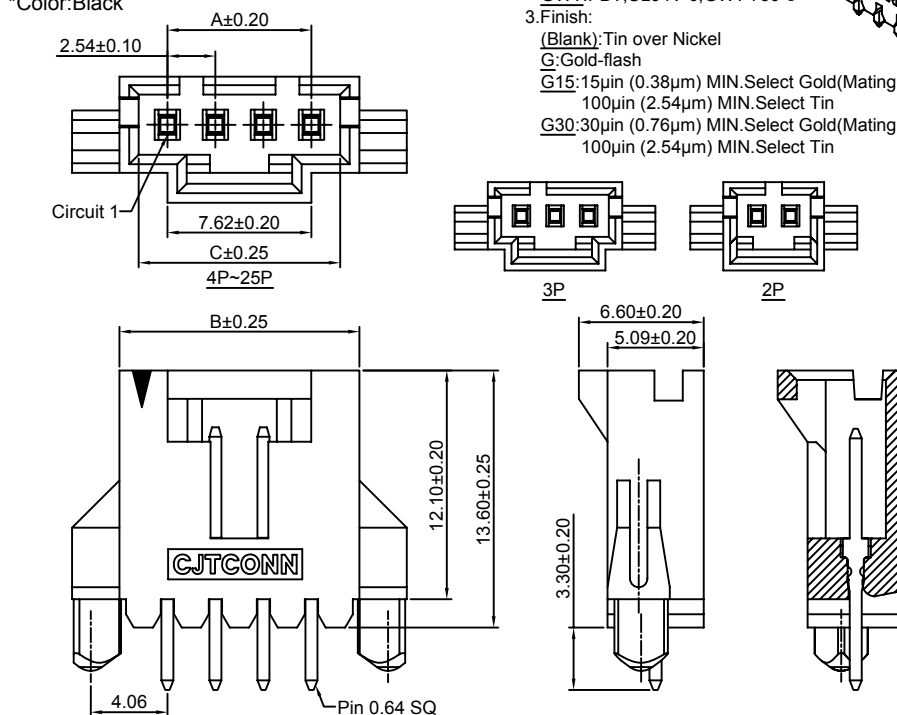 *Color:Black
3.Finish:
(Blank):Tin over Nickel
G:Gold-flash
G15:15µin (0.38µm) MIN.Select Gold(Mating
100µin (2.54µm) MIN.Select Tin
G30:30µin (0.76µm) MIN.Select Gold(Mating
100µin (2.54µm) MIN.Select Tin
A±0.20
2.54±0.10
Circuit 1
7.62±0.20
C±0.25
4P~25P
3P
2P
B±0.25
6.60±0.20
5.09±0.20
12.10±0.20
13.60±0.25
3.30±0.20
CJTCONN
4.06
Pin 0.64 SQ